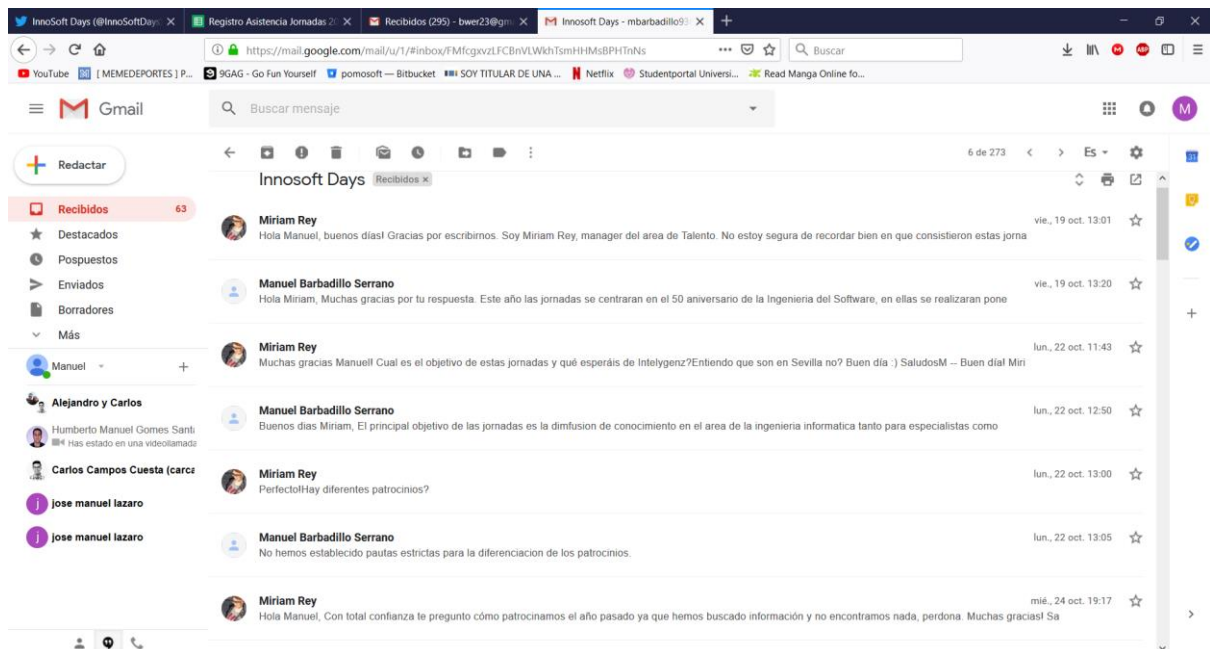 InnoSoft Days (@InnoSoftDays
Registro Asistencia Jornadas 20
Recibidos (295) - bwer23@gm
Innosoft Days - mbarbadillo93
https://mail.google.com/mail/u/1/#inbox/FMfcgxvzLFCBnVLWkhTsmHHMsBPHTnNs
Buscar
YouTube
[ MEMEDEPORTES ] P...
9GAG - Go Fun Yourself
pomosoft — Bitbucket
SOY TITULAR DE UNA ...
Netflix
Studentportal Universi...
Read Manga Online fo...
Gmail
Buscar mensaje
M
Redactar
6 de 273
Es
Innosoft Days
Recibidos x
Recibidos 63
Destacados
Pospuestos
Enviados
Borradores
Más
Manuel
Alejandro y Carlos
Humberto Manuel Gomes Santi
Has estado en una videollamada
Carlos Campos Cuesta (carca
j jose manuel lazaro
j jose manuel lazaro
Miriam Rey
vie., 19 oct. 13:01
Hola Manuel, buenos días! Gracias por escribirnos. Soy Miriam Rey, manager del area de Talento. No estoy segura de recordar bien en que consistieron estas jorna
Manuel Barbadillo Serrano
vie., 19 oct. 13:20
Hola Miriam, Muchas gracias por tu respuesta. Este año las jornadas se centraran en el 50 aniversario de la Ingenieria del Software, en ellas se realizaran pone
Miriam Rey
lun., 22 oct. 11:43
Muchas gracias Manuel! Cual es el objetivo de estas jornadas y qué esperáis de Intelygenz?Entiendo que son en Sevilla no? Buen día :) SaludosM -- Buen día! Miri
Manuel Barbadillo Serrano
lun., 22 oct. 12:50
Buenos dias Miriam, El principal objetivo de las jornadas es la dimfusion de conocimiento en el area de la ingenieria informatica tanto para especialistas como
Miriam Rey
lun., 22 oct. 13:00
Perfecto!Hay diferentes patrocinios?
Manuel Barbadillo Serrano
lun., 22 oct. 13:05
No hemos establecido pautas estrictas para la diferenciacion de los patrocinios.
Miriam Rey
mié., 24 oct. 19:17
Hola Manuel, Con total confianza te pregunto cómo patrocinamos el año pasado ya que hemos buscado información y no encontramos nada, perdona. Muchas gracias! Sa